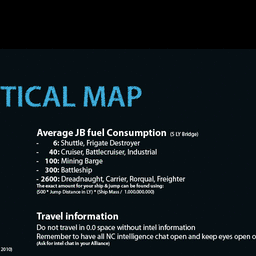 TICAL MAP
Average JB fuel Consumption (5 LY Bridge)
- 6: Shuttle, Frigate Destroyer
- 40: Cruiser, Battlecruiser, Industrial
- 100: Mining Barge
- 300: Battleship
- 2600: Dreadnaught, Carrier, Rorqual, Freighter
The exact amount for your ship & jump can be found using:
(500 * Jump Distance in LY) * (Ship Mass / 1.000.000.000)
Travel information
Do not travel in 0.0 space without intel information
Remember to have all NC intelligence chat open and keep eyes open o
(Ask for intel chat in your Alliance)
2010)